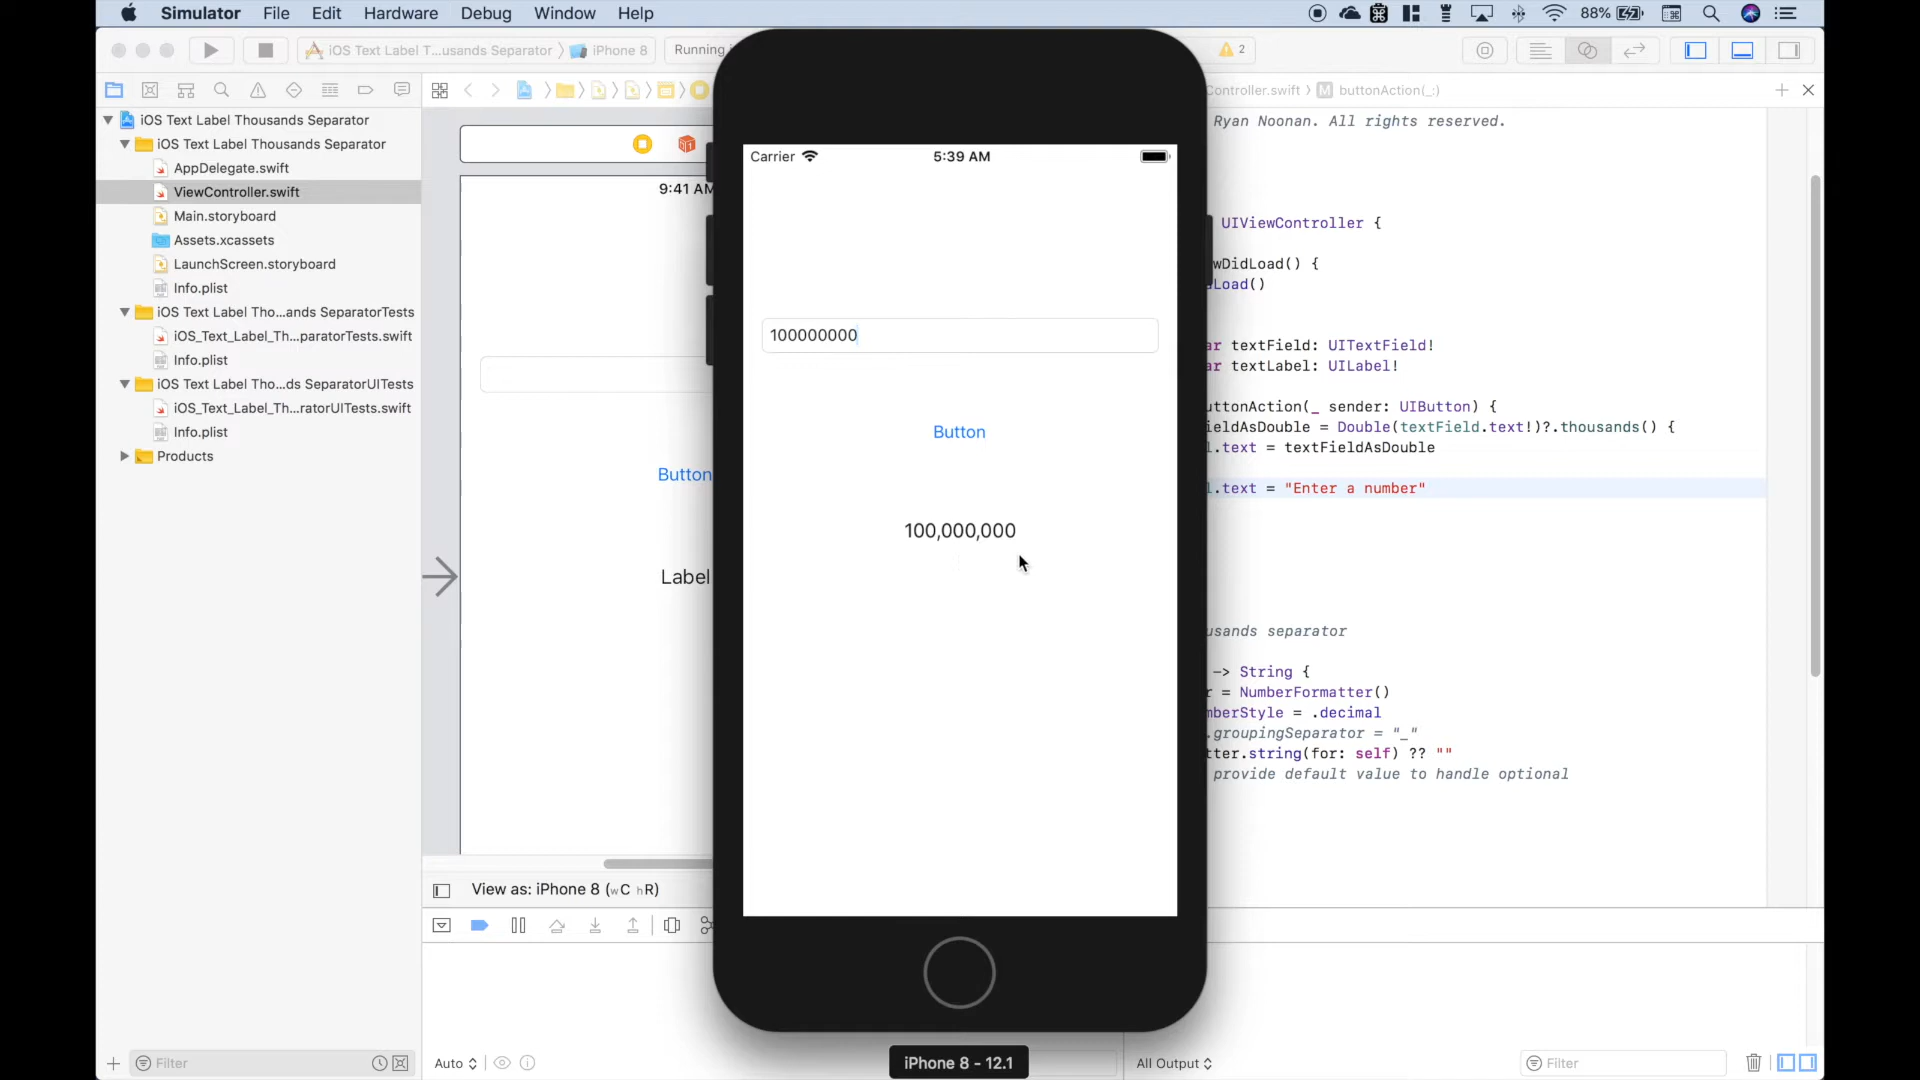 Simulator File Edit Hardware Debug Window Help 88%
iOS Text Label T...usands Separator iPhone 8 Running 2
Controller.swift M buttonAction(_:)
iOS Text Label Thousands Separator
iOS Text Label Thousands Separator
AppDelegate.swift
ViewController.swift
Main.storyboard
Assets.xcassets
LaunchScreen.storyboard
Info.plist
iOS Text Label Tho...ands SeparatorTests
iOS_Text_Label_Th...paratorTests.swift
Info.plist
iOS Text Label Tho...ds SeparatorUITests
iOS_Text_Label_Th...ratorUITests.swift
Info.plist
Products
Filter
9:41 AM
Button
Label
View as: iPhone 8 (wC hR)
Auto
Carrier 5:39 AM
100000000
Button
100,000,000
iPhone 8 - 12.1
Ryan Noonan. All rights reserved.
UIViewController {
wDidLoad() {
dLoad()
ar textField: UITextField!
ar textLabel: UILabel!
uttonAction(_ sender: UIButton) {
ieldAsDouble = Double(textField.text!)?.thousands() {
l.text = textFieldAsDouble
l.text = "Enter a number"
usands separator
-> String {
r = NumberFormatter()
mberStyle = .decimal
.groupingSeparator = "_"
tter.string(for: self) ?? ""
provide default value to handle optional
All Output
Filter